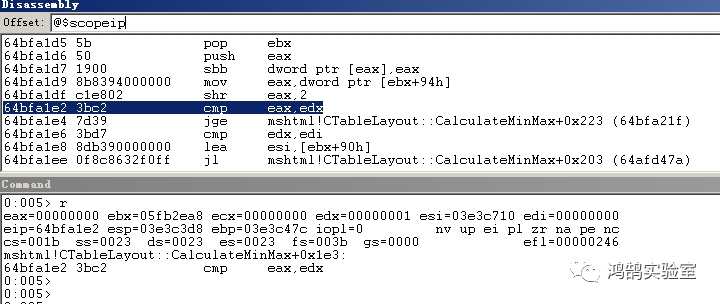 Disassembly
Offset: @$scopeip
64bfa1d5 5b pop ebx
64bfa1d6 50 push eax
64bfa1d7 1900 sbb dword ptr [eax],eax
64bfa1d9 8b8394000000 mov eax,dword ptr [ebx+94h]
64bfa1df c1e802 shr eax,2
64bfa1e2 3bc2 cmp eax,edx
64bfa1e4 7d39 jge mshtml!CTableLayout::CalculateMinMax+0x223 (64bfa21f)
64bfa1e6 3bd7 cmp edx,edi
64bfa1e8 8db390000000 lea esi,[ebx+90h]
64bfa1ee 0f8c8632f0ff jl mshtml!CTableLayout::CalculateMinMax+0x203 (64afd47a)
Command
0:005> r
eax=00000000 ebx=05fb2ea8 ecx=00000000 edx=00000001 esi=03e3c710 edi=00000000
eip=64bfa1e2 esp=03e3c3d8 ebp=03e3c47c iopl=0 nv up ei pl zr na pe nc
cs=001b ss=0023 ds=0023 es=0023 fs=003b gs=0000 efl=00000246
mshtml!CTableLayout::CalculateMinMax+0x1e3:
64bfa1e2 3bc2 cmp eax,edx
0:005>
0:005>
鸿鹄实验室